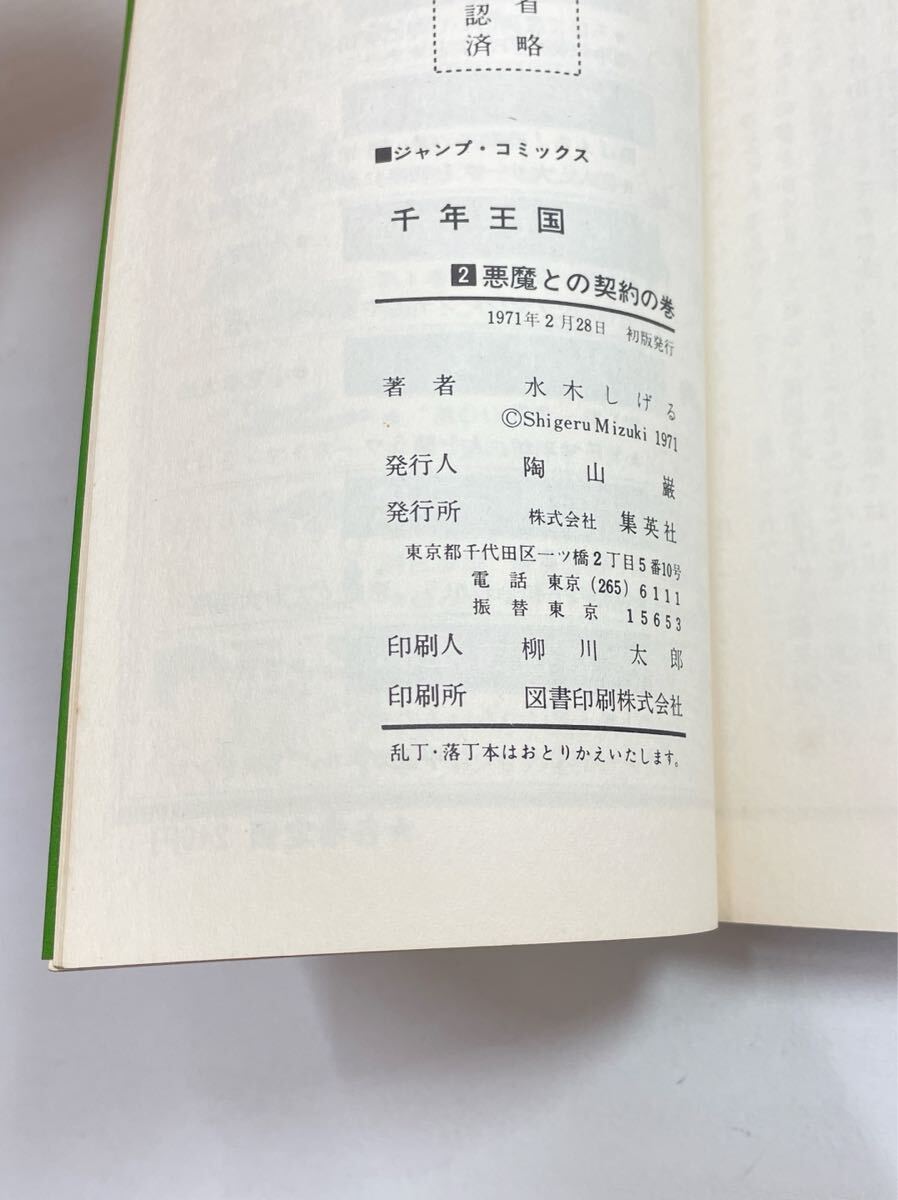 省略
認済
■ジャンプ・コミックス
千年王国
2 悪魔との契約の巻
1971年2月28日 初版発行
著者 水木しげる
©Shigeru Mizuki 1971
発行人 陶山巌
発行所 株式会社 集英社
東京都千代田区一ツ橋2丁目5番10号
電話 東京(265)6111
振替東京 15653
印刷人 柳川太郎
印刷所 図書印刷株式会社
乱丁・落丁本はおとりかえいたします。